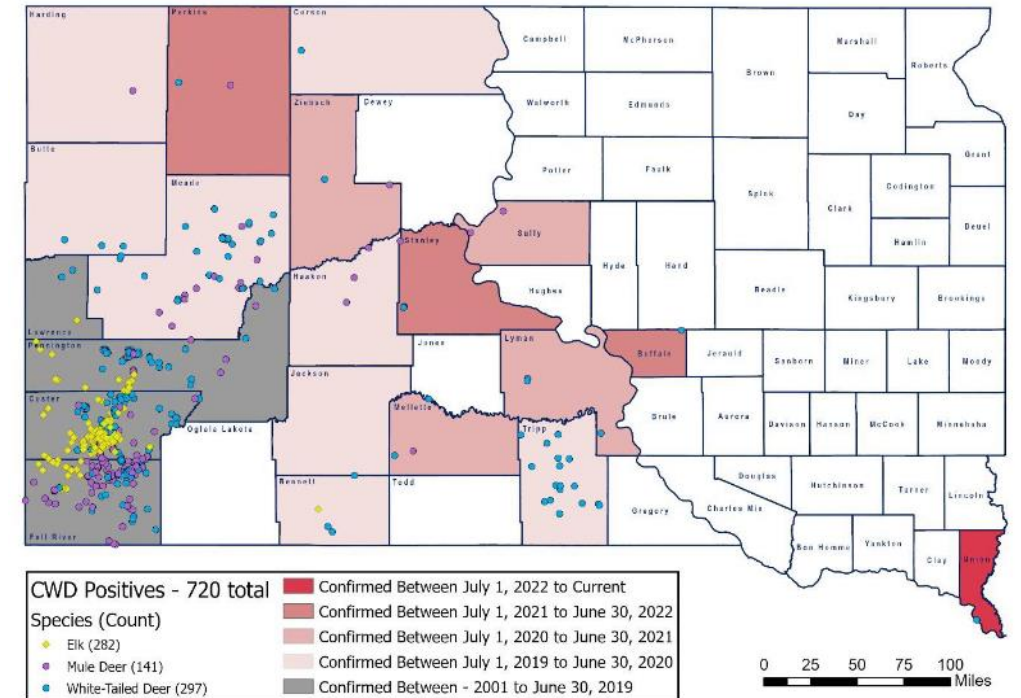 Harding
Perkins
Corson
Campbell
McPherson
Brown
Marshall
Roberts
Ziebach
Dewey
Walworth
Edmunds
Day
Butte
Meade
Potter
Faulk
Spink
Clark
Codington
Grant
Hamlin
Deuel
Stanley
Sully
Hyde
Hand
Haakon
Hughes
Beadle
Kingsbury
Brookings
Lawrence
Pennington
Jones
Lyman
Buffalo
Jerauld
Sanborn
Miner
Lake
Moody
Custer
Jackson
Mellette
Brule
Aurora
Davison
Hanson
McCook
Minnehaha
Oglala Lakota
Tripp
Bennett
Todd
Gregory
Charles Mix
Douglas
Hutchinson
Turner
Lincoln
Fall River
Bon Homme
Yankton
Clay
Union
CWD Positives - 720 total
Species (Count)
Elk (282)
Mule Deer (141)
White-Tailed Deer (297)
Confirmed Between July 1, 2022 to Current
Confirmed Between July 1, 2021 to June 30, 2022
Confirmed Between July 1, 2020 to June 30, 2021
Confirmed Between July 1, 2019 to June 30, 2020
Confirmed Between - 2001 to June 30, 2019
0 25 50 75 100
Miles